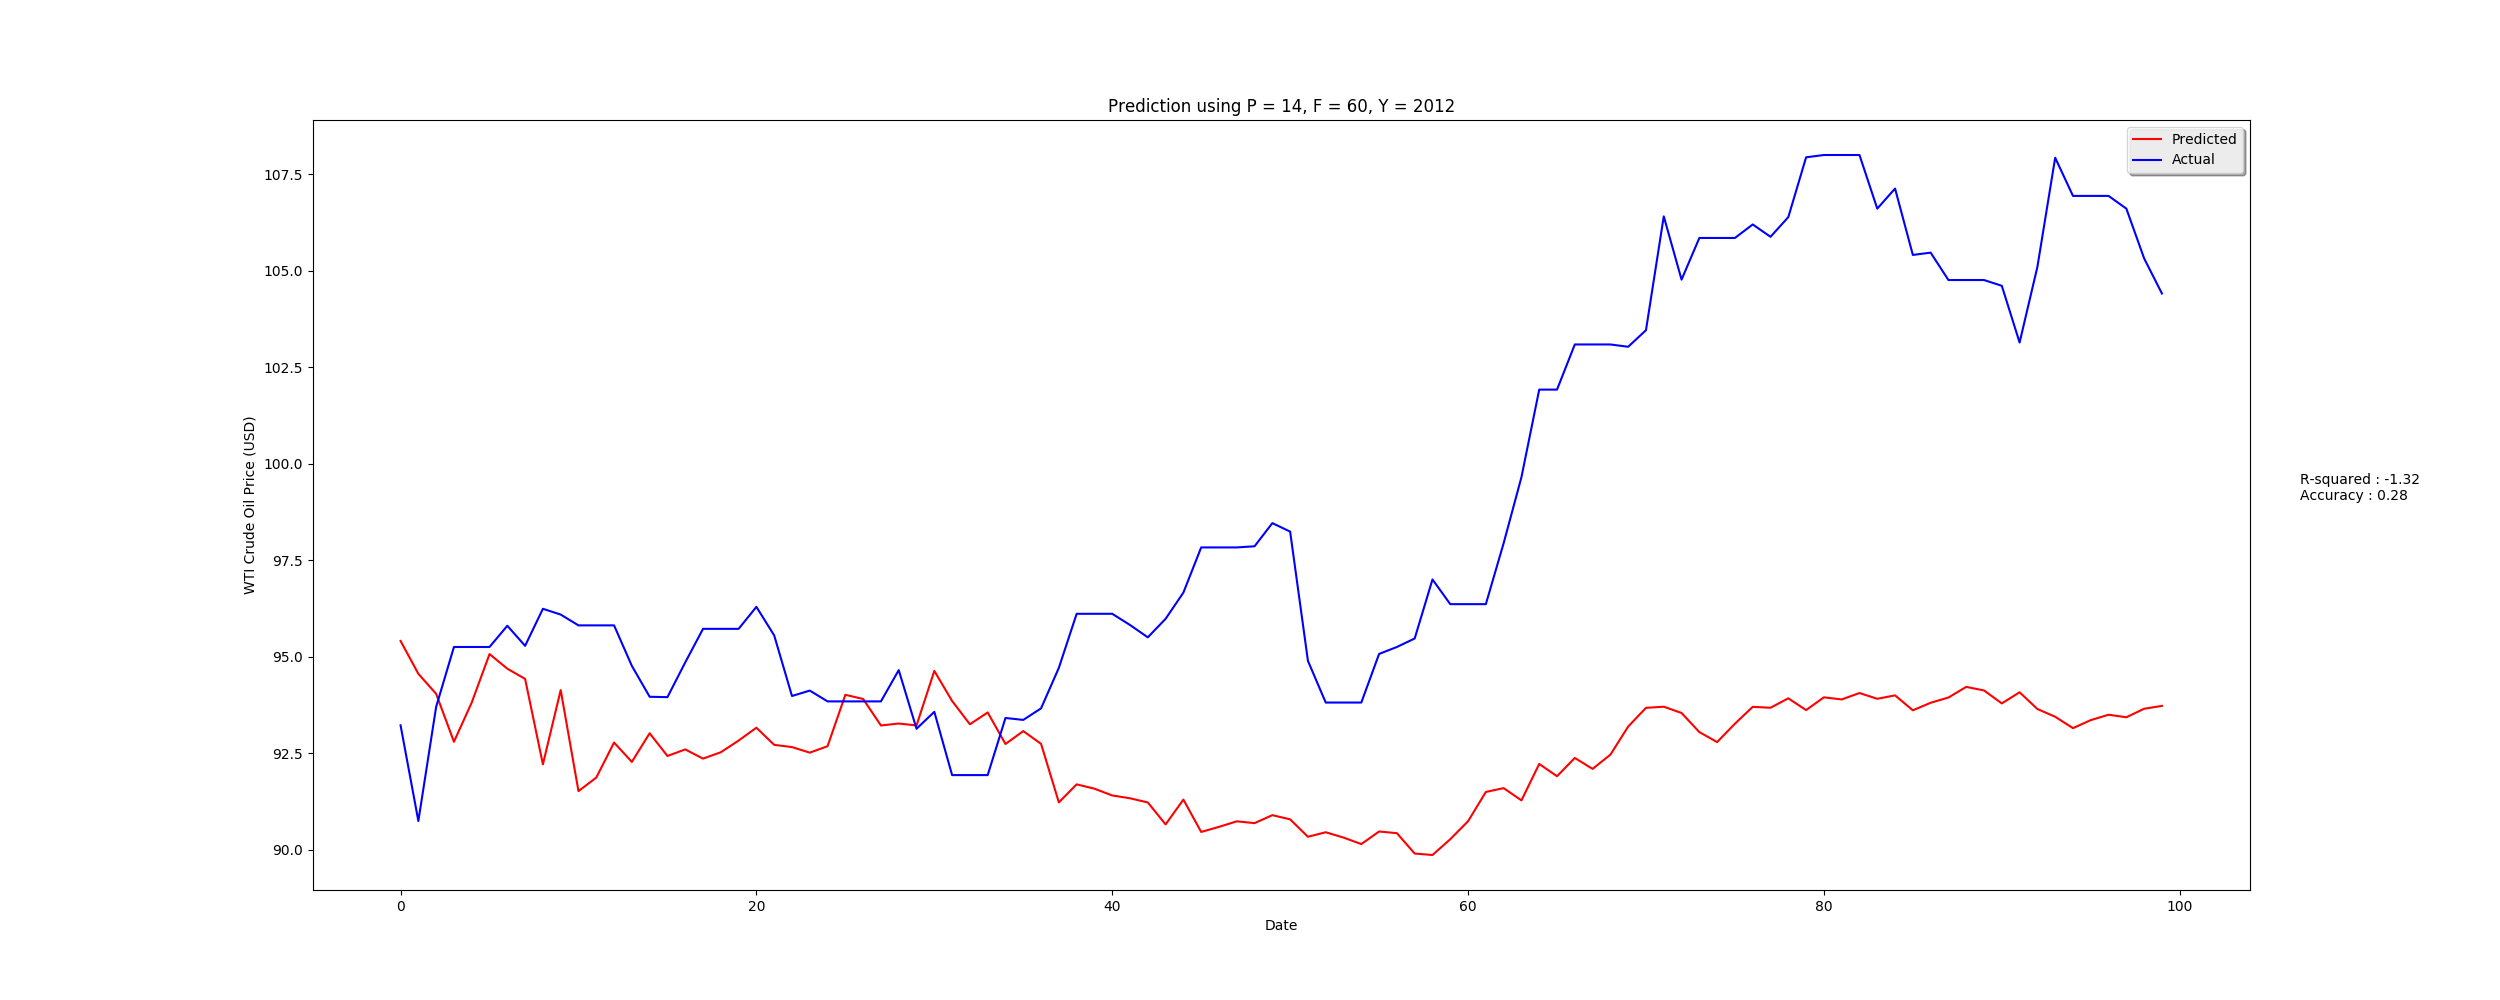 Prediction using P = 14, F = 60, Y = 2012
Predicted
Actual
107.5
105.0
102.5
100.0
97.5
95.0
92.5
90.0
WTI Crude Oil Price (USD)
R-squared : -1.32
Accuracy : 0.28
0 20 40 60 80 100
Date